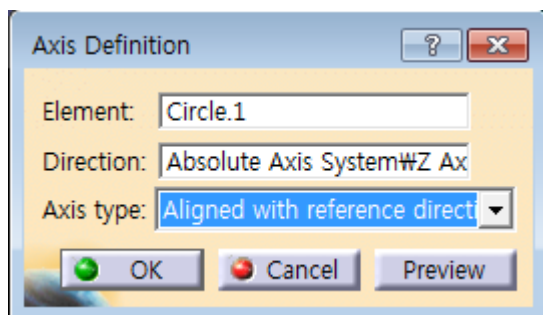 Axis Definition
Element: Circle.1
Direction: Absolute Axis System₩Z Ax
Axis type: Aligned with reference directi
OK Cancel Preview